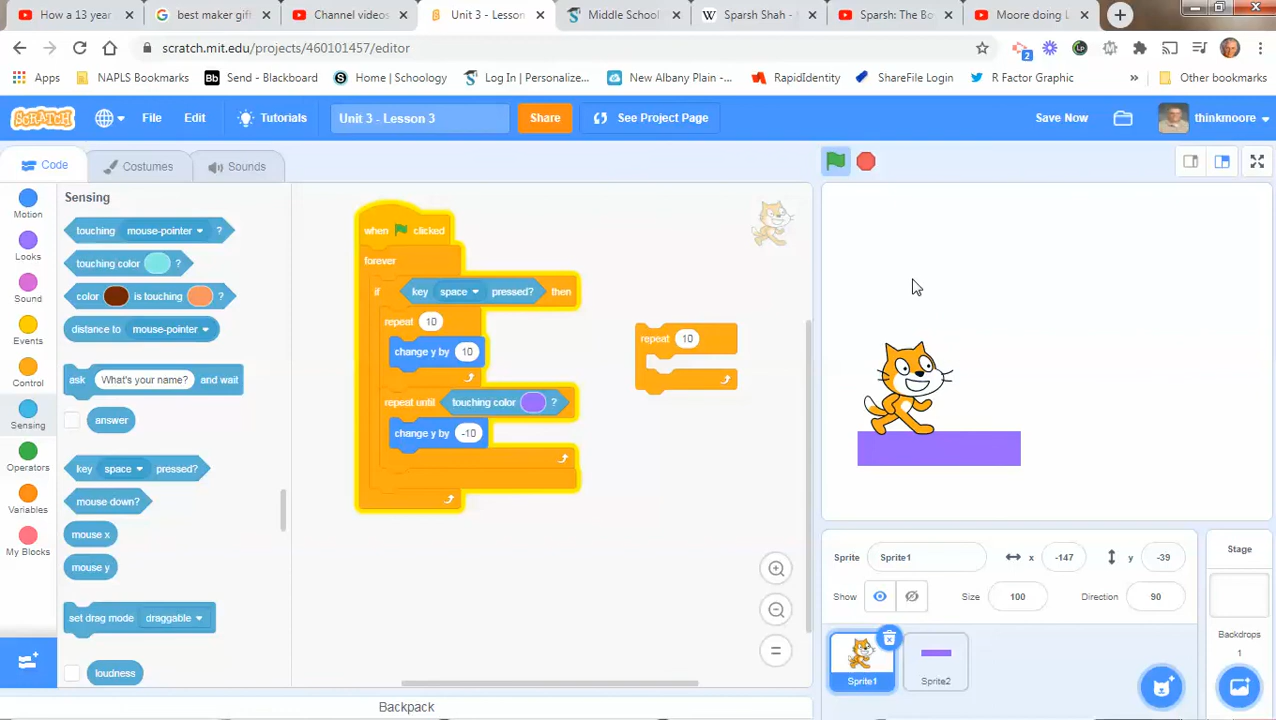 How a 13 year
best maker gif
Channel videos
Unit 3 - Lesson
Middle School
Sparsh Shah -
Sparsh: The Bo
Moore doing L
scratch.mit.edu/projects/460101457/editor
2
Apps
NAPLS Bookmarks
Bb Send - Blackboard
S Home | Schoology
Log In | Personalize...
New Albany Plain -...
RapidIdentity
ShareFile Login
R Factor Graphic
»
Other bookmarks
SCRATCH
File
Edit
Tutorials
Unit 3 - Lesson 3
Share
See Project Page
Save Now
thinkmoore
Code
Costumes
Sounds
Motion
Looks
Sound
Events
Control
Sensing
Operators
Variables
My Blocks
Sensing
touching mouse-pointer ?
touching color ?
color is touching ?
distance to mouse-pointer
ask What's your name? and wait
answer
key space pressed?
mouse down?
mouse x
mouse y
set drag mode draggable
loudness
when clicked
forever
if key space pressed? then
repeat 10
change y by 10
repeat until touching color ?
change y by -10
repeat 10
Sprite Sprite1 x -147 y -39
Show Size 100 Direction 90
Sprite1
Sprite2
Stage
Backdrops
1
Backpack